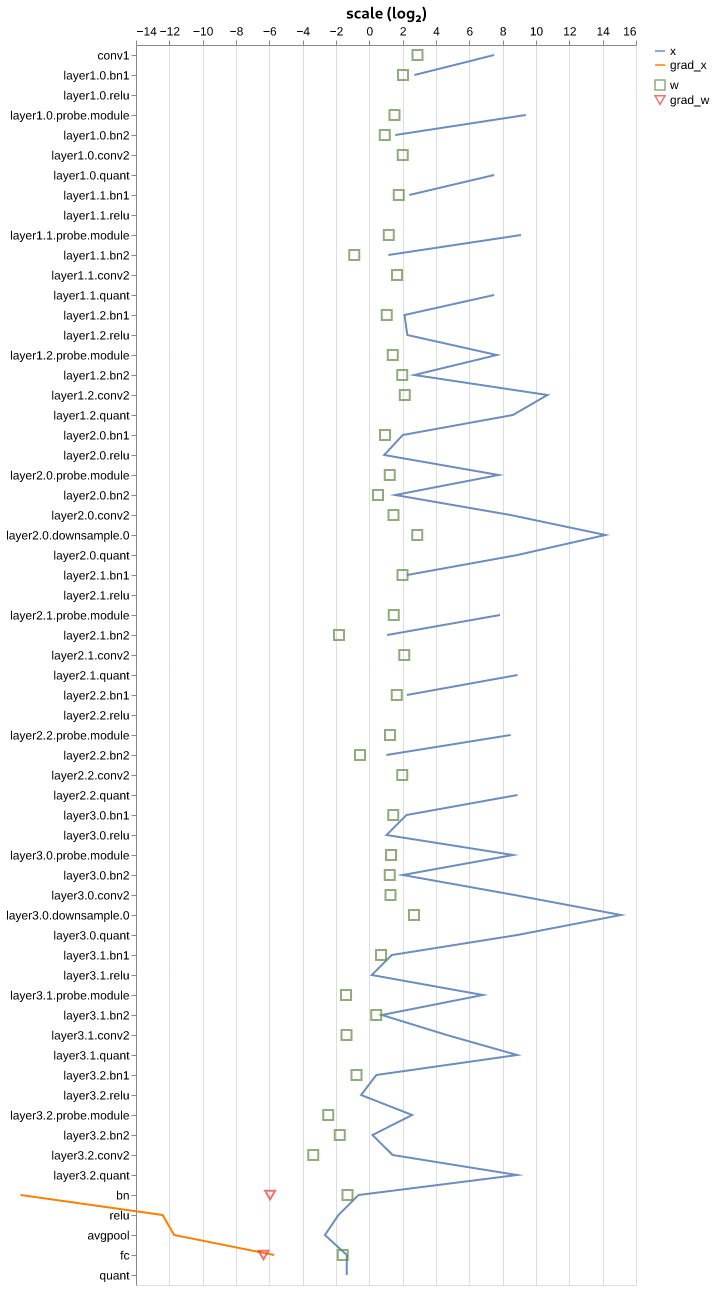 scale (log₂)
−14 −12 −10 −8 −6 −4 −2 0 2 4 6 8 10 12 14 16
x
grad_x
w
grad_w
conv1
layer1.0.bn1
layer1.0.relu
layer1.0.probe.module
layer1.0.bn2
layer1.0.conv2
layer1.0.quant
layer1.1.bn1
layer1.1.relu
layer1.1.probe.module
layer1.1.bn2
layer1.1.conv2
layer1.1.quant
layer1.2.bn1
layer1.2.relu
layer1.2.probe.module
layer1.2.bn2
layer1.2.conv2
layer1.2.quant
layer2.0.bn1
layer2.0.relu
layer2.0.probe.module
layer2.0.bn2
layer2.0.conv2
layer2.0.downsample.0
layer2.0.quant
layer2.1.bn1
layer2.1.relu
layer2.1.probe.module
layer2.1.bn2
layer2.1.conv2
layer2.1.quant
layer2.2.bn1
layer2.2.relu
layer2.2.probe.module
layer2.2.bn2
layer2.2.conv2
layer2.2.quant
layer3.0.bn1
layer3.0.relu
layer3.0.probe.module
layer3.0.bn2
layer3.0.conv2
layer3.0.downsample.0
layer3.0.quant
layer3.1.bn1
layer3.1.relu
layer3.1.probe.module
layer3.1.bn2
layer3.1.conv2
layer3.1.quant
layer3.2.bn1
layer3.2.relu
layer3.2.probe.module
layer3.2.bn2
layer3.2.conv2
layer3.2.quant
bn
relu
avgpool
fc
quant